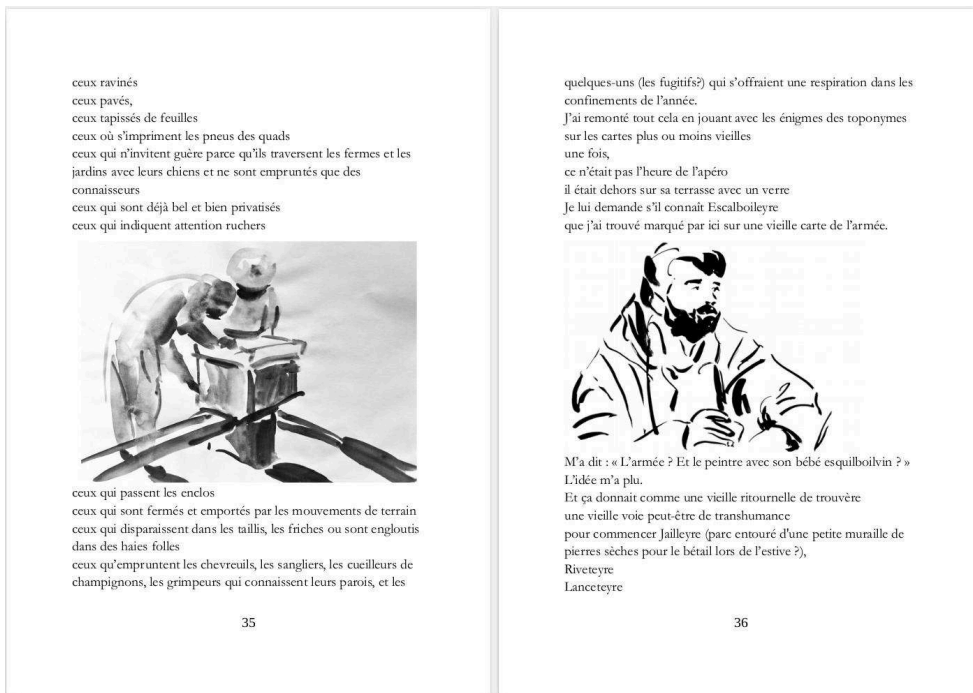 ceux ravinés
ceux pavés,
ceux tapissés de feuilles
ceux où s’impriment les pneus des quads
ceux qui n’invitent guère parce qu’ils traversent les fermes et les
jardins avec leurs chiens et ne sont empruntés que des
connaisseurs
ceux qui sont déjà bel et bien privatisés
ceux qui indiquent attention ruchers
ceux qui passent les enclos
ceux qui sont fermés et emportés par les mouvements de terrain
ceux qui disparaissent dans les taillis, les friches ou sont engloutis
dans des haies folles
ceux qu’empruntent les chevreuils, les sangliers, les cueilleurs de
champignons, les grimpeurs qui connaissent leurs parois, et les
35
quelques-uns (les fugitifs?) qui s’offraient une respiration dans les
confinements de l’année.
J’ai remonté tout cela en jouant avec les énigmes des toponymes
sur les cartes plus ou moins vieilles
une fois,
ce n’était pas l’heure de l’apéro
il était dehors sur sa terrasse avec un verre
Je lui demande s’il connaît Escalboileyre
que j’ai trouvé marqué par ici sur une vieille carte de l’armée.
M’a dit : « L’armée ? Et le peintre avec son bébé esquilboilvin ? »
L’idée m’a plu.
Et ça donnait comme une vieille ritournelle de trouvère
une vieille voie peut-être de transhumance
pour commencer Jailleyre (parc entouré d'une petite muraille de
pierres sèches pour le bétail lors de l’estive ?),
Riveteyre
Lanceteyre
36